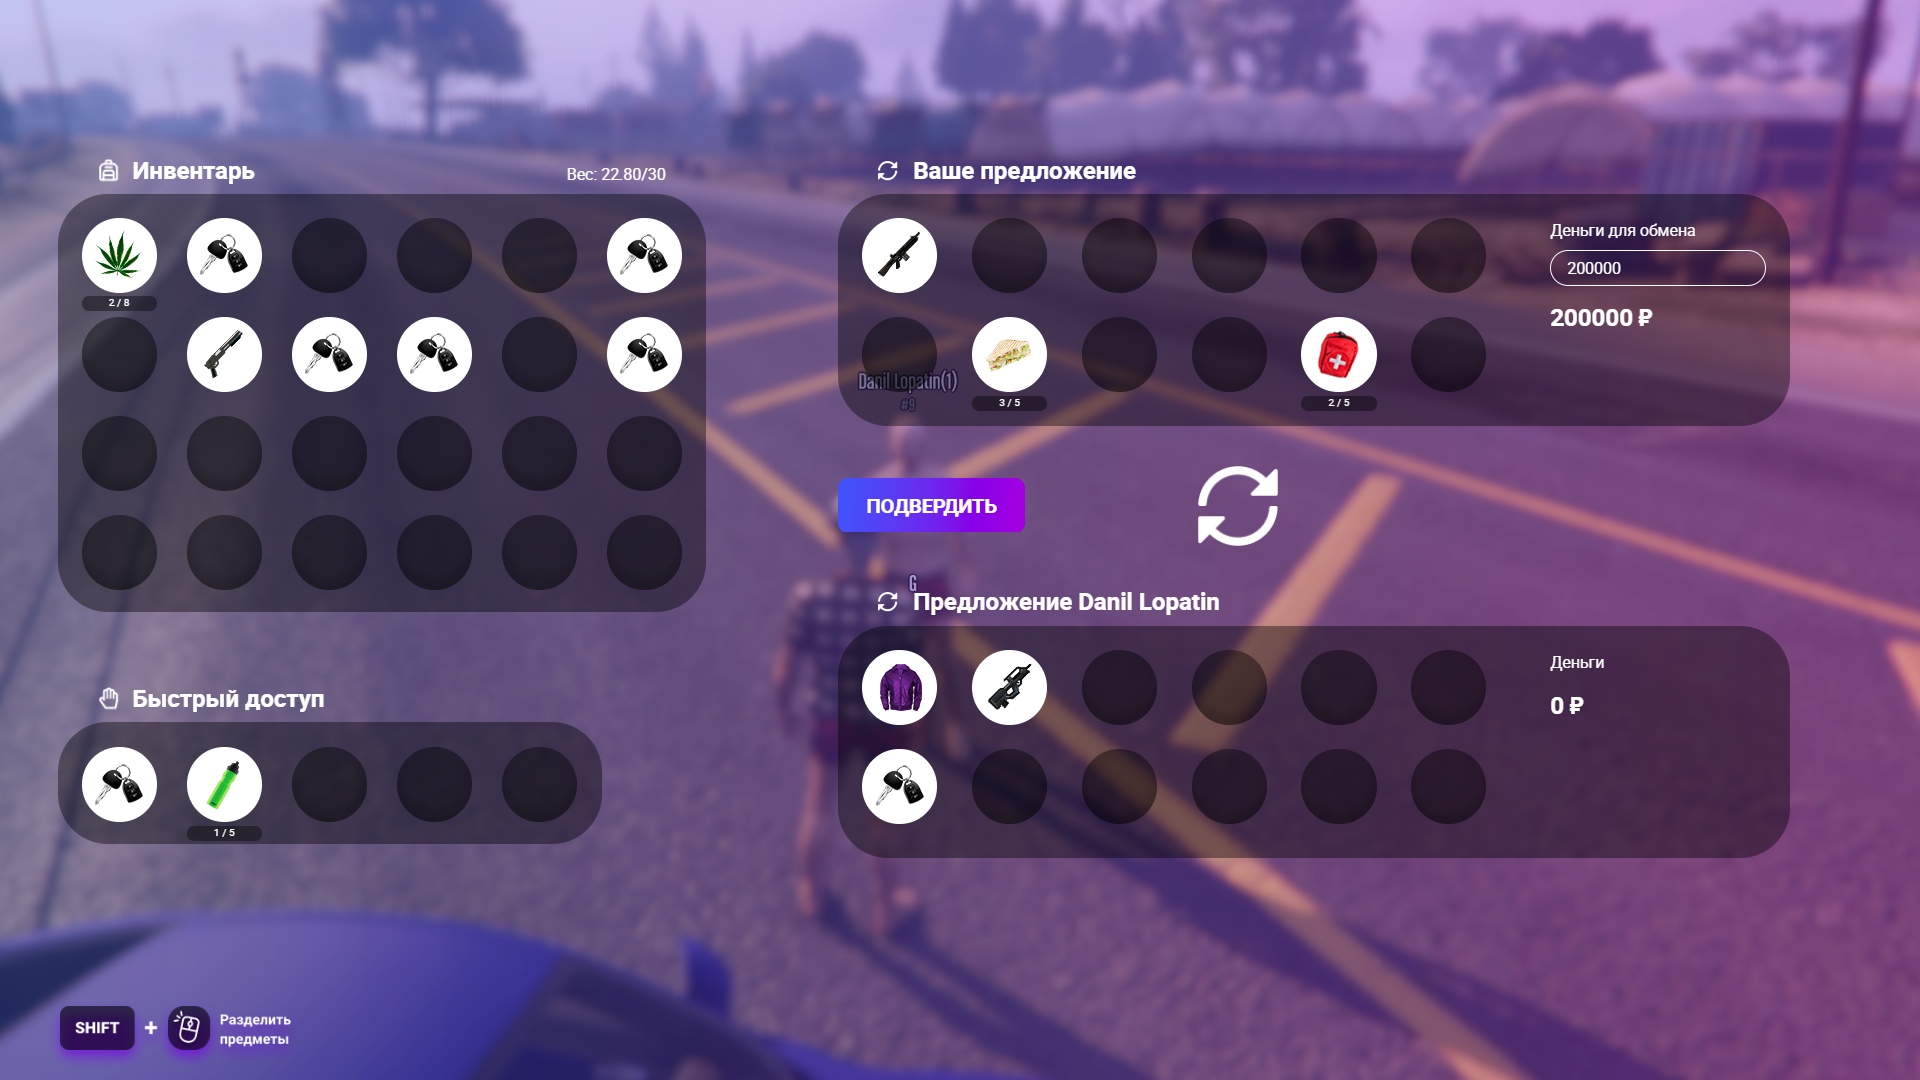 Инвентарь
Вес: 22.80/30
2 / 8
Быстрый доступ
1 / 5
SHIFT + Разделить
предметы
Ваше предложение
Деньги для обмена
200000
200000 ₽
Danil Lopatin(1)
#9
3 / 5
2 / 5
ПОДВЕРДИТЬ
G
Предложение Danil Lopatin
Деньги
0 ₽